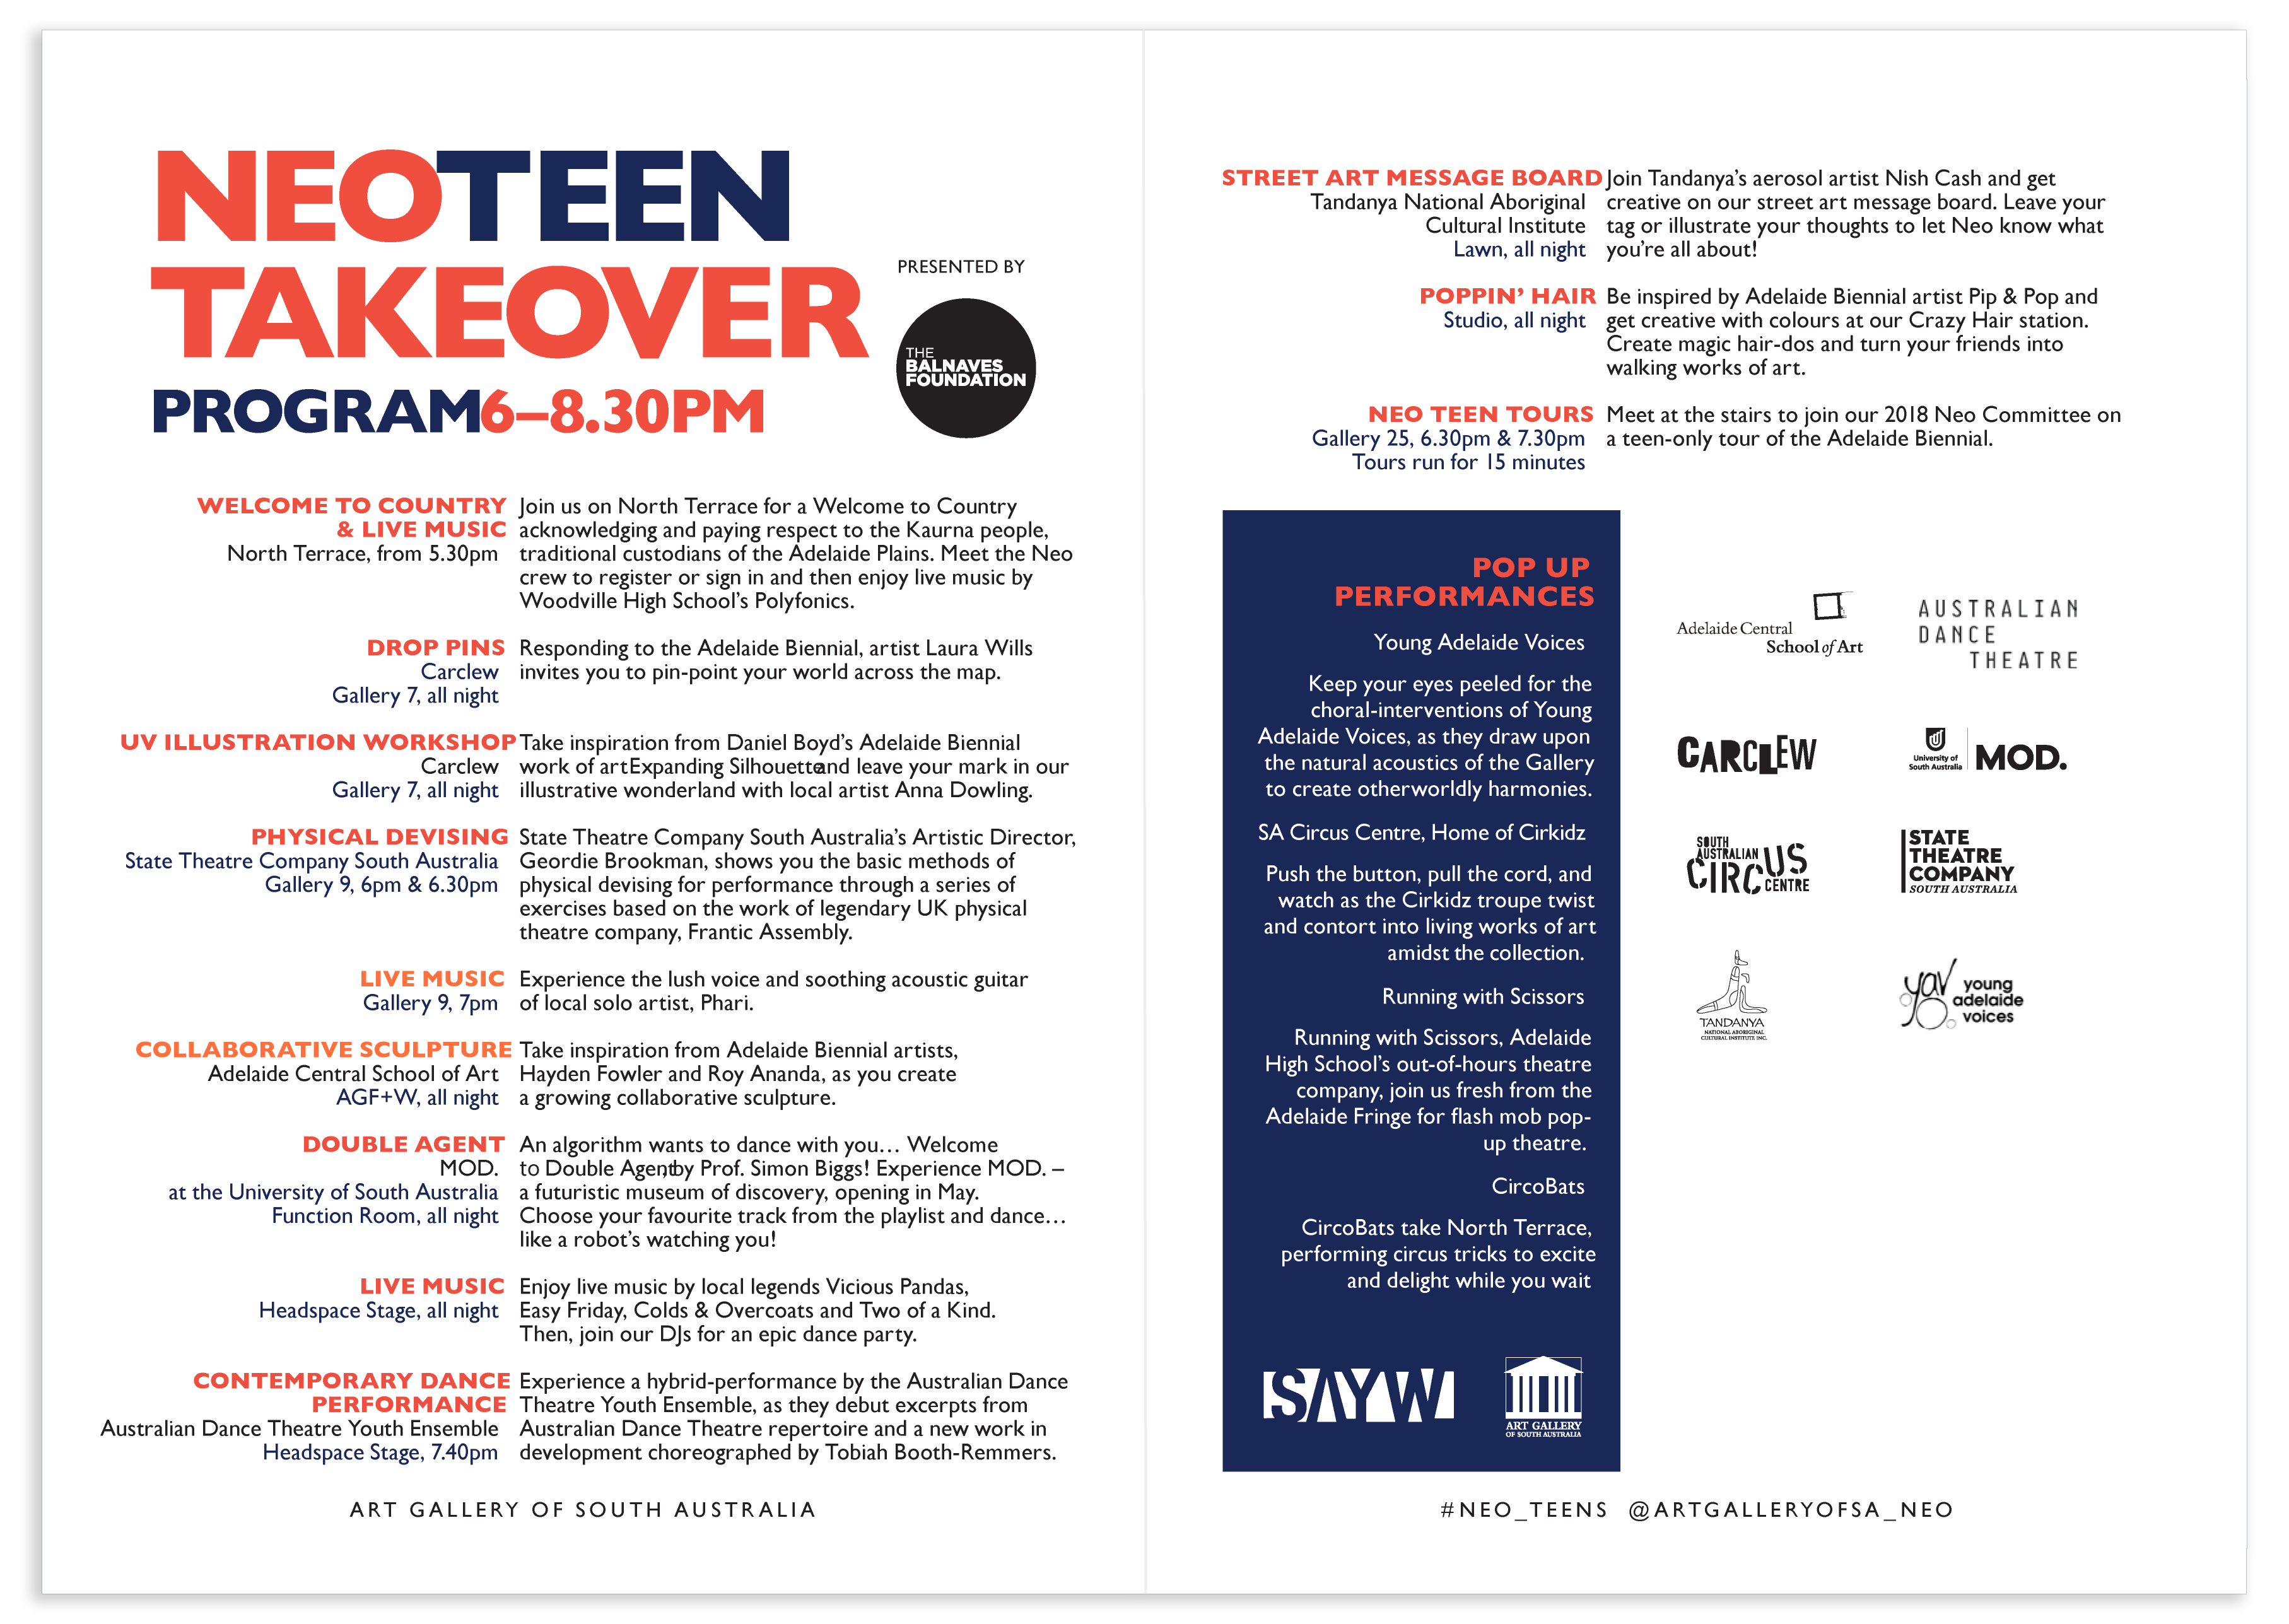 NEOTEEN
TAKEOVER
PROGRAM6–8.30PM
PRESENTED BY
THE
BALNAVES
FOUNDATION
WELCOME TO COUNTRY
& LIVE MUSIC
North Terrace, from 5.30pm
Join us on North Terrace for a Welcome to Country
acknowledging and paying respect to the Kaurna people,
traditional custodians of the Adelaide Plains. Meet the Neo
crew to register or sign in and then enjoy live music by
Woodville High School's Polyfonics.
DROP PINS
Carclew
Gallery 7, all night
Responding to the Adelaide Biennial, artist Laura Wills
invites you to pin-point your world across the map.
UV ILLUSTRATION WORKSHOP
Carclew
Gallery 7, all night
Take inspiration from Daniel Boyd's Adelaide Biennial
work of art Expanding Silhouette and leave your mark in our
illustrative wonderland with local artist Anna Dowling.
PHYSICAL DEVISING
State Theatre Company South Australia
Gallery 9, 6pm & 6.30pm
State Theatre Company South Australia's Artistic Director,
Geordie Brookman, shows you the basic methods of
physical devising for performance through a series of
exercises based on the work of legendary UK physical
theatre company, Frantic Assembly.
LIVE MUSIC
Gallery 9, 7pm
Experience the lush voice and soothing acoustic guitar
of local solo artist, Phari.
COLLABORATIVE SCULPTURE
Adelaide Central School of Art
AGF+W, all night
Take inspiration from Adelaide Biennial artists,
Hayden Fowler and Roy Ananda, as you create
a growing collaborative sculpture.
DOUBLE AGENT
MOD.
at the University of South Australia
Function Room, all night
An algorithm wants to dance with you… Welcome
to Double Agent, by Prof. Simon Biggs! Experience MOD. –
a futuristic museum of discovery, opening in May.
Choose your favourite track from the playlist and dance…
like a robot's watching you!
LIVE MUSIC
Headspace Stage, all night
Enjoy live music by local legends Vicious Pandas,
Easy Friday, Colds & Overcoats and Two of a Kind.
Then, join our DJs for an epic dance party.
CONTEMPORARY DANCE
PERFORMANCE
Australian Dance Theatre Youth Ensemble
Headspace Stage, 7.40pm
Experience a hybrid-performance by the Australian Dance
Theatre Youth Ensemble, as they debut excerpts from
Australian Dance Theatre repertoire and a new work in
development choreographed by Tobiah Booth-Remmers.
ART GALLERY OF SOUTH AUSTRALIA
STREET ART MESSAGE BOARD
Tandanya National Aboriginal
Cultural Institute
Lawn, all night
Join Tandanya's aerosol artist Nish Cash and get
creative on our street art message board. Leave your
tag or illustrate your thoughts to let Neo know what
you're all about!
POPPIN' HAIR
Studio, all night
Be inspired by Adelaide Biennial artist Pip & Pop and
get creative with colours at our Crazy Hair station.
Create magic hair-dos and turn your friends into
walking works of art.
NEO TEEN TOURS
Gallery 25, 6.30pm & 7.30pm
Tours run for 15 minutes
Meet at the stairs to join our 2018 Neo Committee on
a teen-only tour of the Adelaide Biennial.
POP UP
PERFORMANCES
Young Adelaide Voices
Keep your eyes peeled for the
choral-interventions of Young
Adelaide Voices, as they draw upon
the natural acoustics of the Gallery
to create otherworldly harmonies.
SA Circus Centre, Home of Cirkidz
Push the button, pull the cord, and
watch as the Cirkidz troupe twist
and contort into living works of art
amidst the collection.
Running with Scissors
Running with Scissors, Adelaide
High School's out-of-hours theatre
company, join us fresh from the
Adelaide Fringe for flash mob pop-
up theatre.
CircoBats
CircoBats take North Terrace,
performing circus tricks to excite
and delight while you wait
SAYW
ART GALLERY
OF SOUTH AUSTRALIA
Adelaide Central
School of Art
AUSTRALIAN
DANCE
THEATRE
CARCLEW
University of
South Australia
MOD.
SOUTH
AUSTRALIAN
CIRCUS
CENTRE
STATE
THEATRE
COMPANY
SOUTH AUSTRALIA
TANDANYA
NATIONAL ABORIGINAL
CULTURAL INSTITUTE INC.
yav
young
adelaide
voices
#NEO_TEENS @ARTGALLERYOFSA_NEO